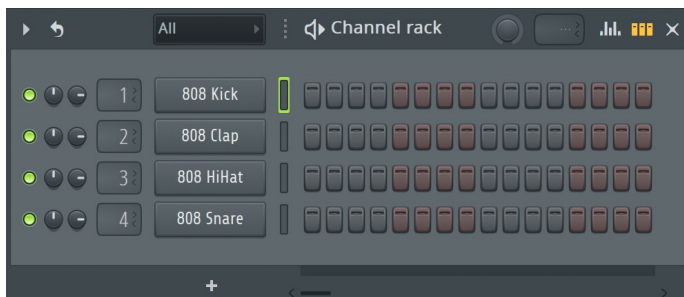 All Channel rack ---
1 808 Kick
2 808 Clap
3 808 HiHat
4 808 Snare
+